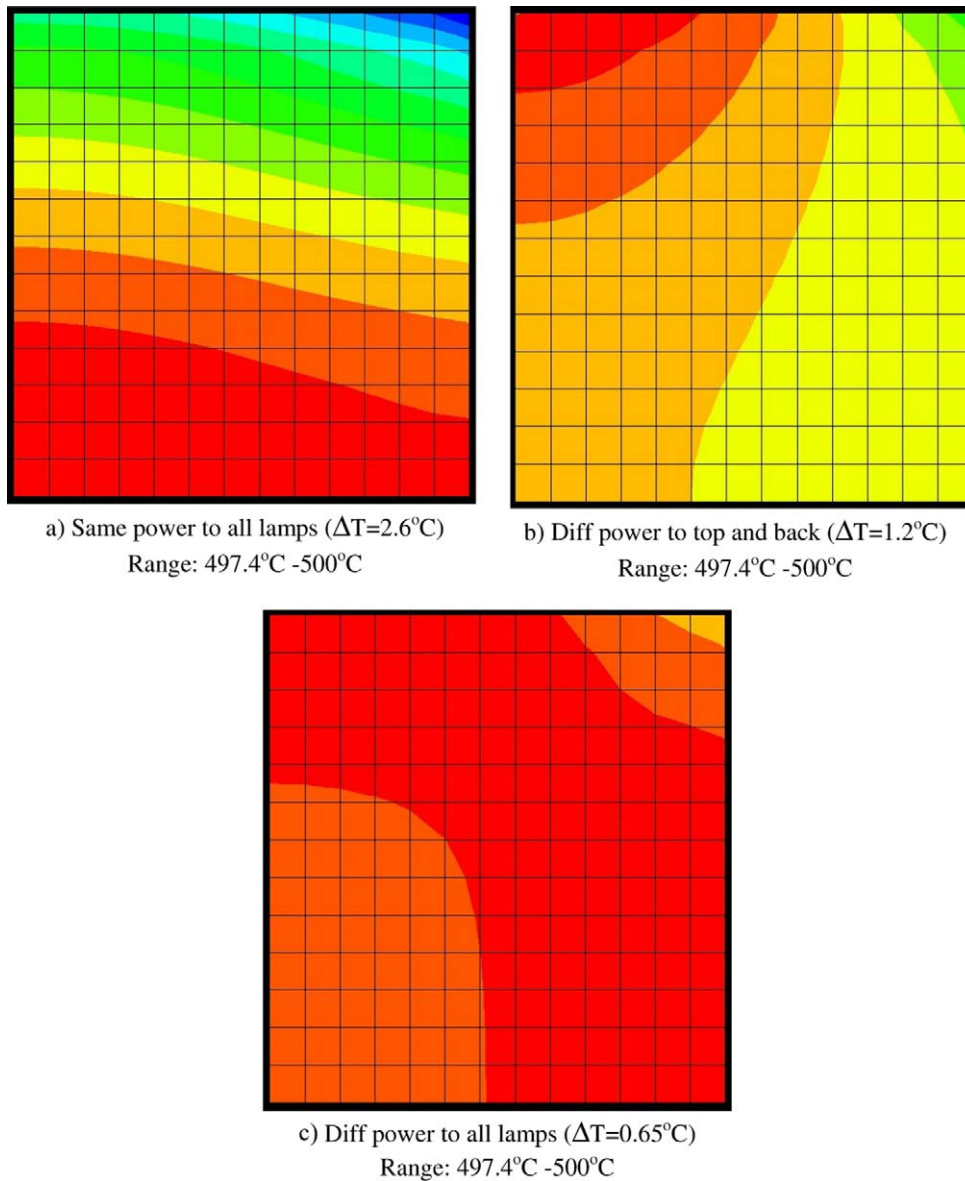 a) Same power to all lamps (ΔT=2.6°C)
Range: 497.4°C -500°C
b) Diff power to top and back (ΔT=1.2°C)
Range: 497.4°C -500°C
c) Diff power to all lamps (ΔT=0.65°C)
Range: 497.4°C -500°C